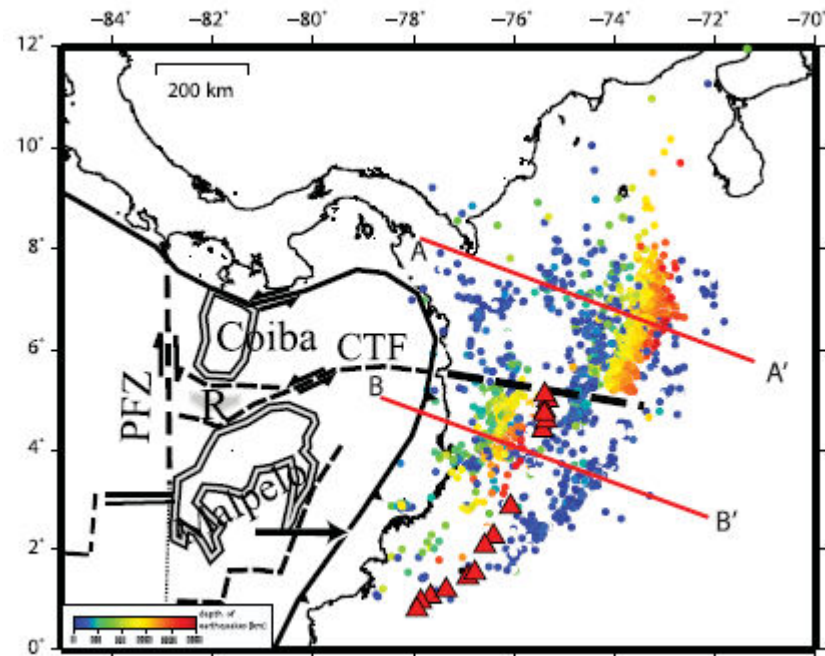 −84° −82° −80° −78° −76° −74° −72° −70°
12°
200 km
10°
8°
A
Coiba
6°
CTF
A'
PFZ
R
B
4°
Malpelo
B'
2°
depth of
earthquakes [km]
0°